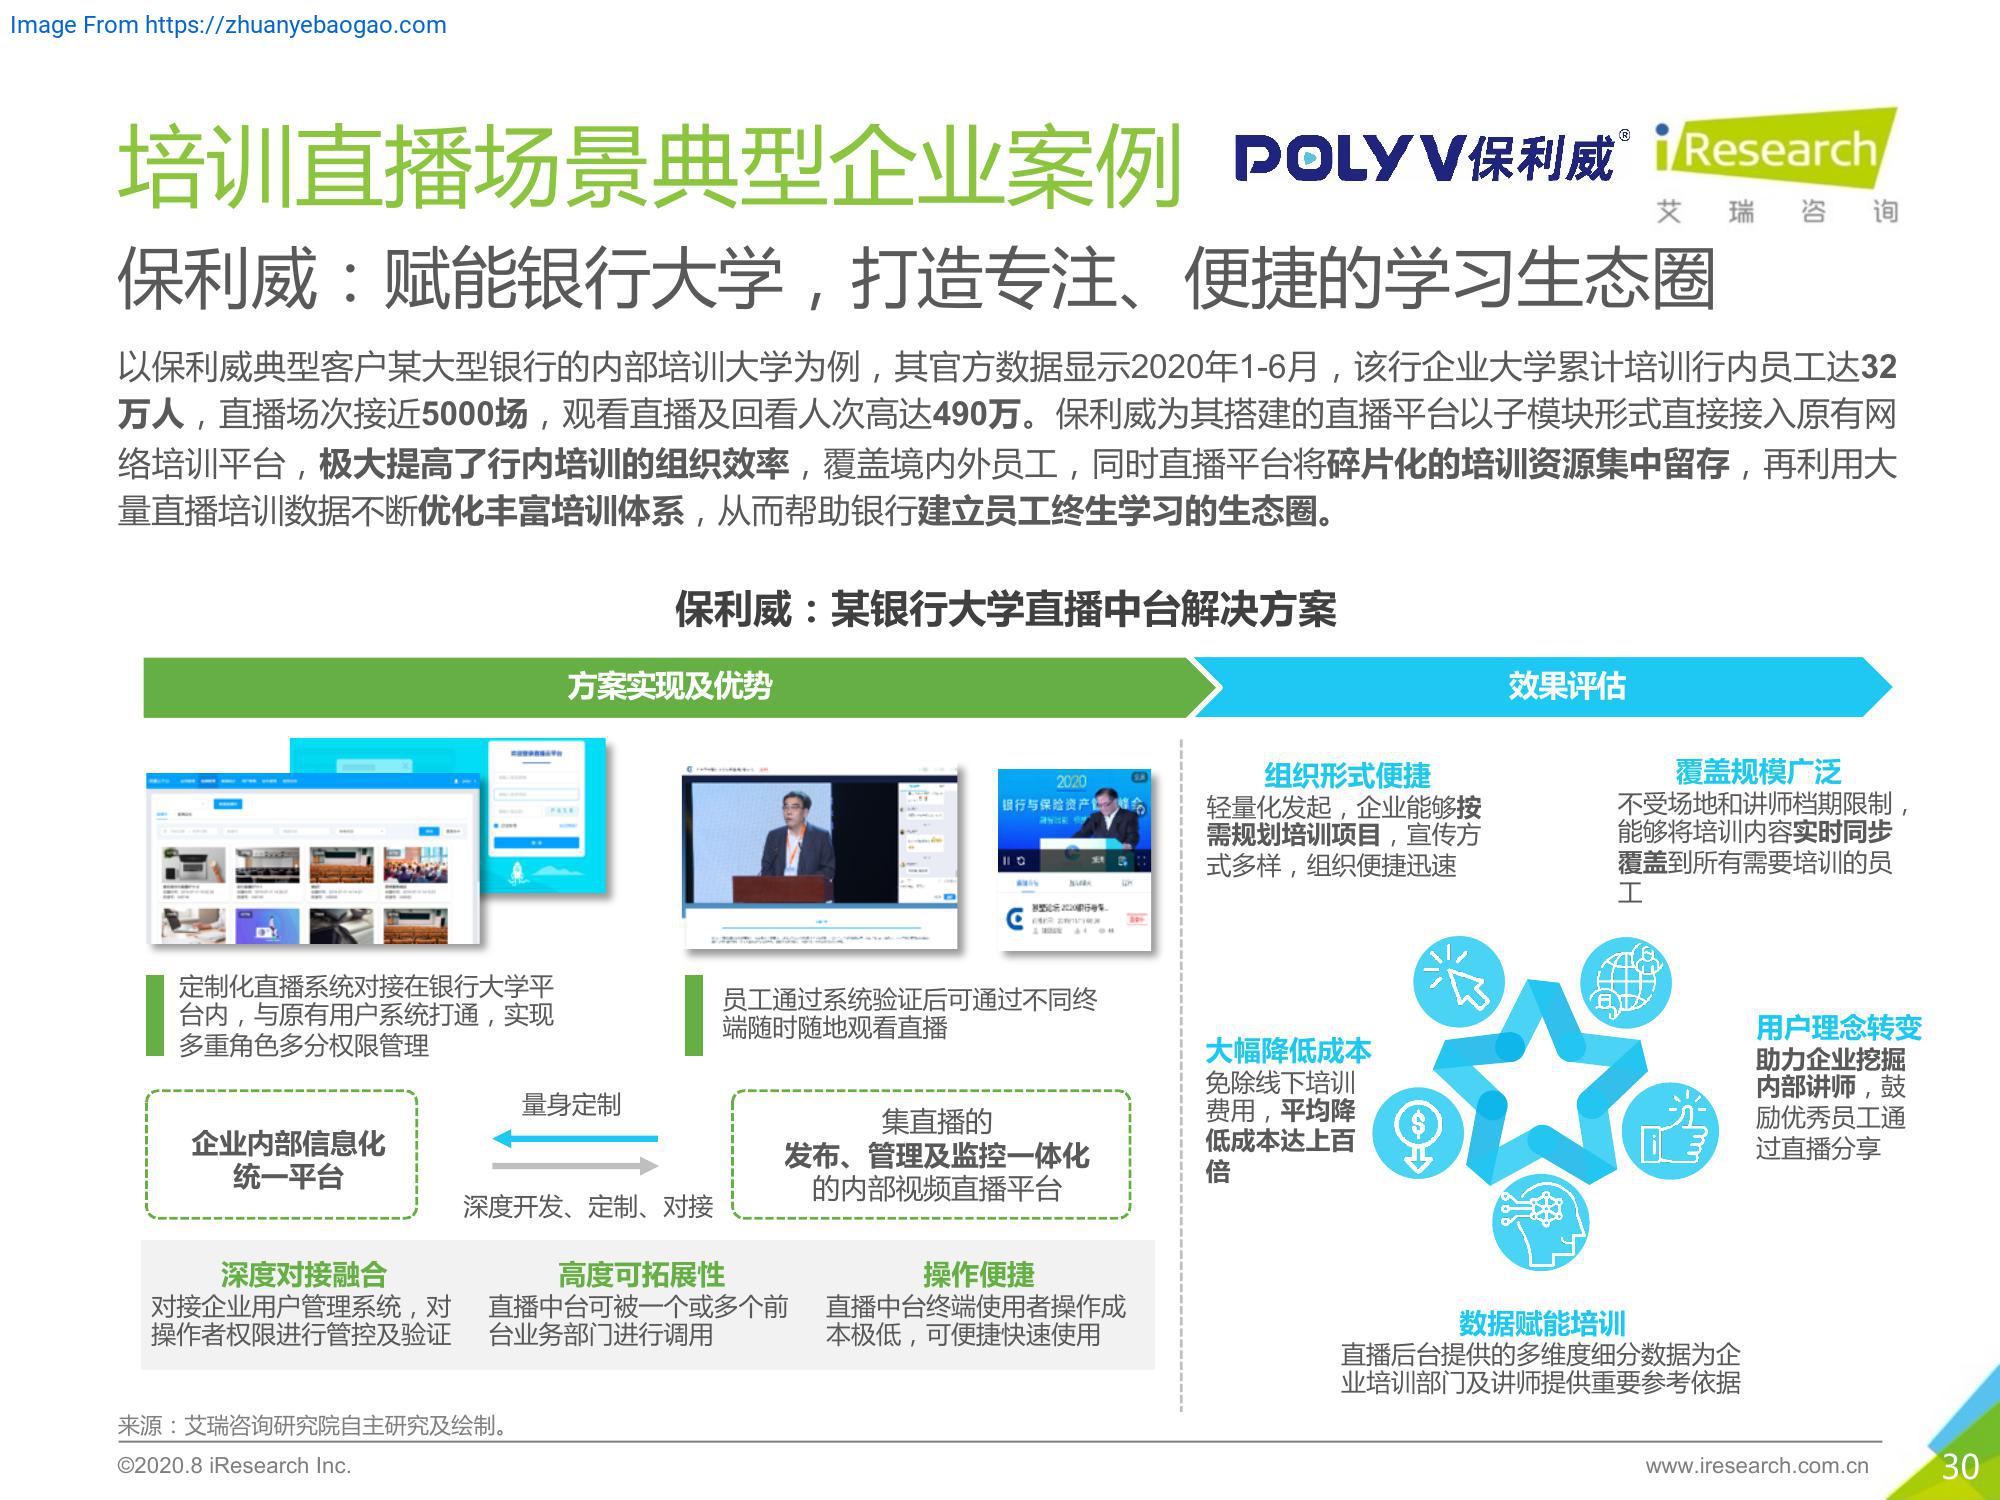 Image From https://zhuanyebaogao.com
培训直播场景典型企业案例
POLYV保利威®
iResearch
艾瑞咨询
保利威：赋能银行大学，打造专注、便捷的学习生态圈
以保利威典型客户某大型银行的内部培训大学为例，其官方数据显示2020年1-6月，该行企业大学累计培训行内员工达32
万人，直播场次接近5000场，观看直播及回看人次高达490万。保利威为其搭建的直播平台以子模块形式直接接入原有网
络培训平台，极大提高了行内培训的组织效率，覆盖境内外员工，同时直播平台将碎片化的培训资源集中留存，再利用大
量直播培训数据不断优化丰富培训体系，从而帮助银行建立员工终生学习的生态圈。
保利威：某银行大学直播中台解决方案
方案实现及优势
效果评估
2020
定制化直播系统对接在银行大学平
台内，与原有用户系统打通，实现
多重角色多分权限管理
员工通过系统验证后可通过不同终
端随时随地观看直播
企业内部信息化
统一平台
量身定制
深度开发、定制、对接
集直播的
发布、管理及监控一体化
的内部视频直播平台
深度对接融合
对接企业用户管理系统，对
操作者权限进行管控及验证
高度可拓展性
直播中台可被一个或多个前
台业务部门进行调用
操作便捷
直播中台终端使用者操作成
本极低，可便捷快速使用
组织形式便捷
轻量化发起，企业能够按
需规划培训项目，宣传方
式多样，组织便捷迅速
覆盖规模广泛
不受场地和讲师档期限制，
能够将培训内容实时同步
覆盖到所有需要培训的员
工
大幅降低成本
免除线下培训
费用，平均降
低成本达上百
倍
用户理念转变
助力企业挖掘
内部讲师，鼓
励优秀员工通
过直播分享
数据赋能培训
直播后台提供的多维度细分数据为企
业培训部门及讲师提供重要参考依据
来源：艾瑞咨询研究院自主研究及绘制。
©2020.8 iResearch Inc.
www.iresearch.com.cn
30